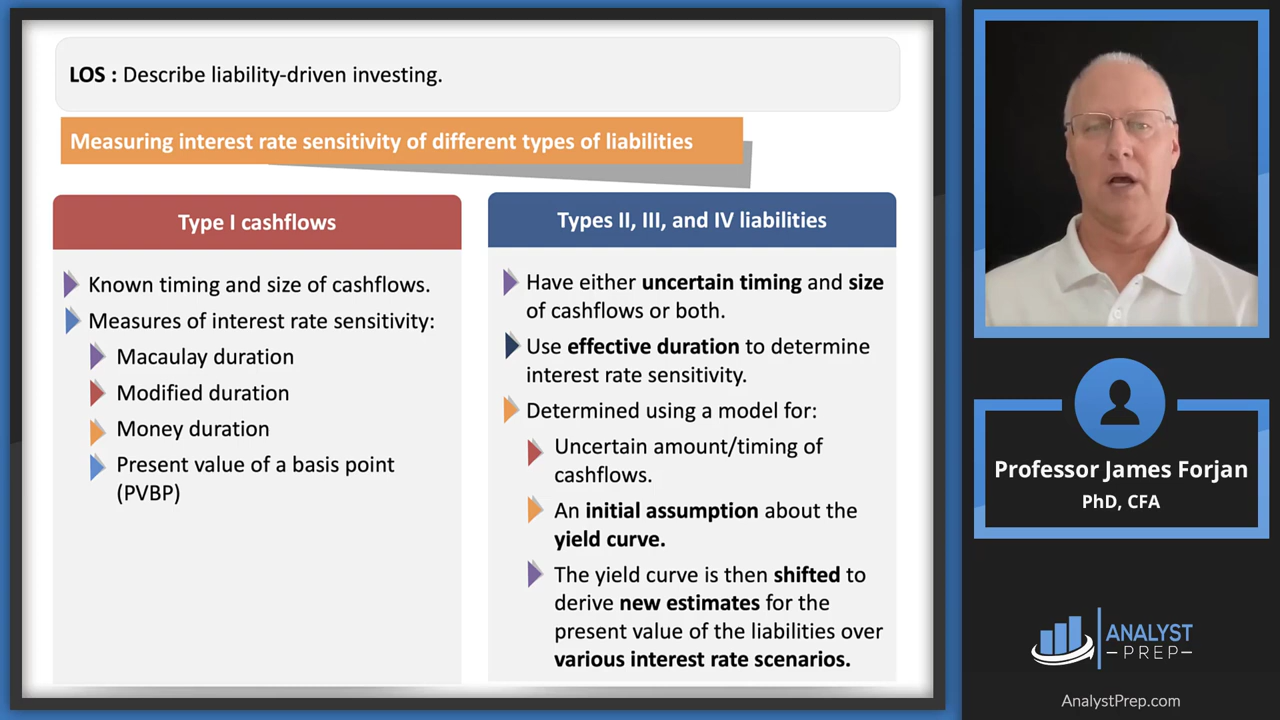 LOS : Describe liability-driven investing.
Measuring interest rate sensitivity of different types of liabilities
Type I cashflows
Known timing and size of cashflows.
Measures of interest rate sensitivity:
Macaulay duration
Modified duration
Money duration
Present value of a basis point
(PVBP)
Types II, III, and IV liabilities
Have either uncertain timing and size
of cashflows or both.
Use effective duration to determine
interest rate sensitivity.
Determined using a model for:
Uncertain amount/timing of
cashflows.
An initial assumption about the
yield curve.
The yield curve is then shifted to
derive new estimates for the
present value of the liabilities over
various interest rate scenarios.
Professor James Forjan
PhD, CFA
ANALYST
PREP
AnalystPrep.com